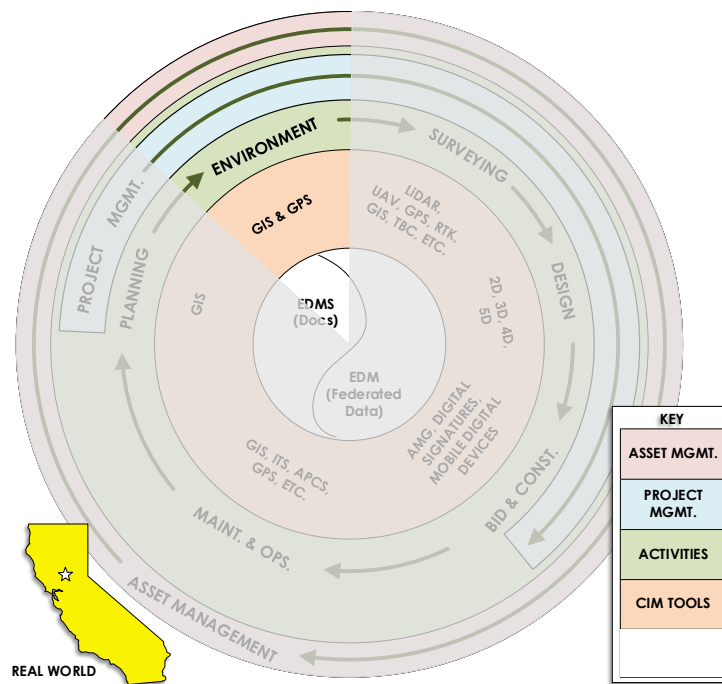 ENVIRONMENT
SURVEYING
GIS & GPS
LiDAR,
UAV, GPS, RTK,
GIS, TBC, ETC.
PROJECT MGMT.
PLANNING
GIS
EDMS
(Docs)
2D, 3D, 4D,
5D
DESIGN
EDM
(Federated
Data)
AMG, DIGITAL
SIGNATURES,
MOBILE DIGITAL
DEVICES
BID & CONST.
GIS, ITS, APCS,
GPS, ETC.
MAINT. & OPS.
ASSET MANAGEMENT
KEY
ASSET MGMT.
PROJECT
MGMT.
ACTIVITIES
CIM TOOLS
REAL WORLD